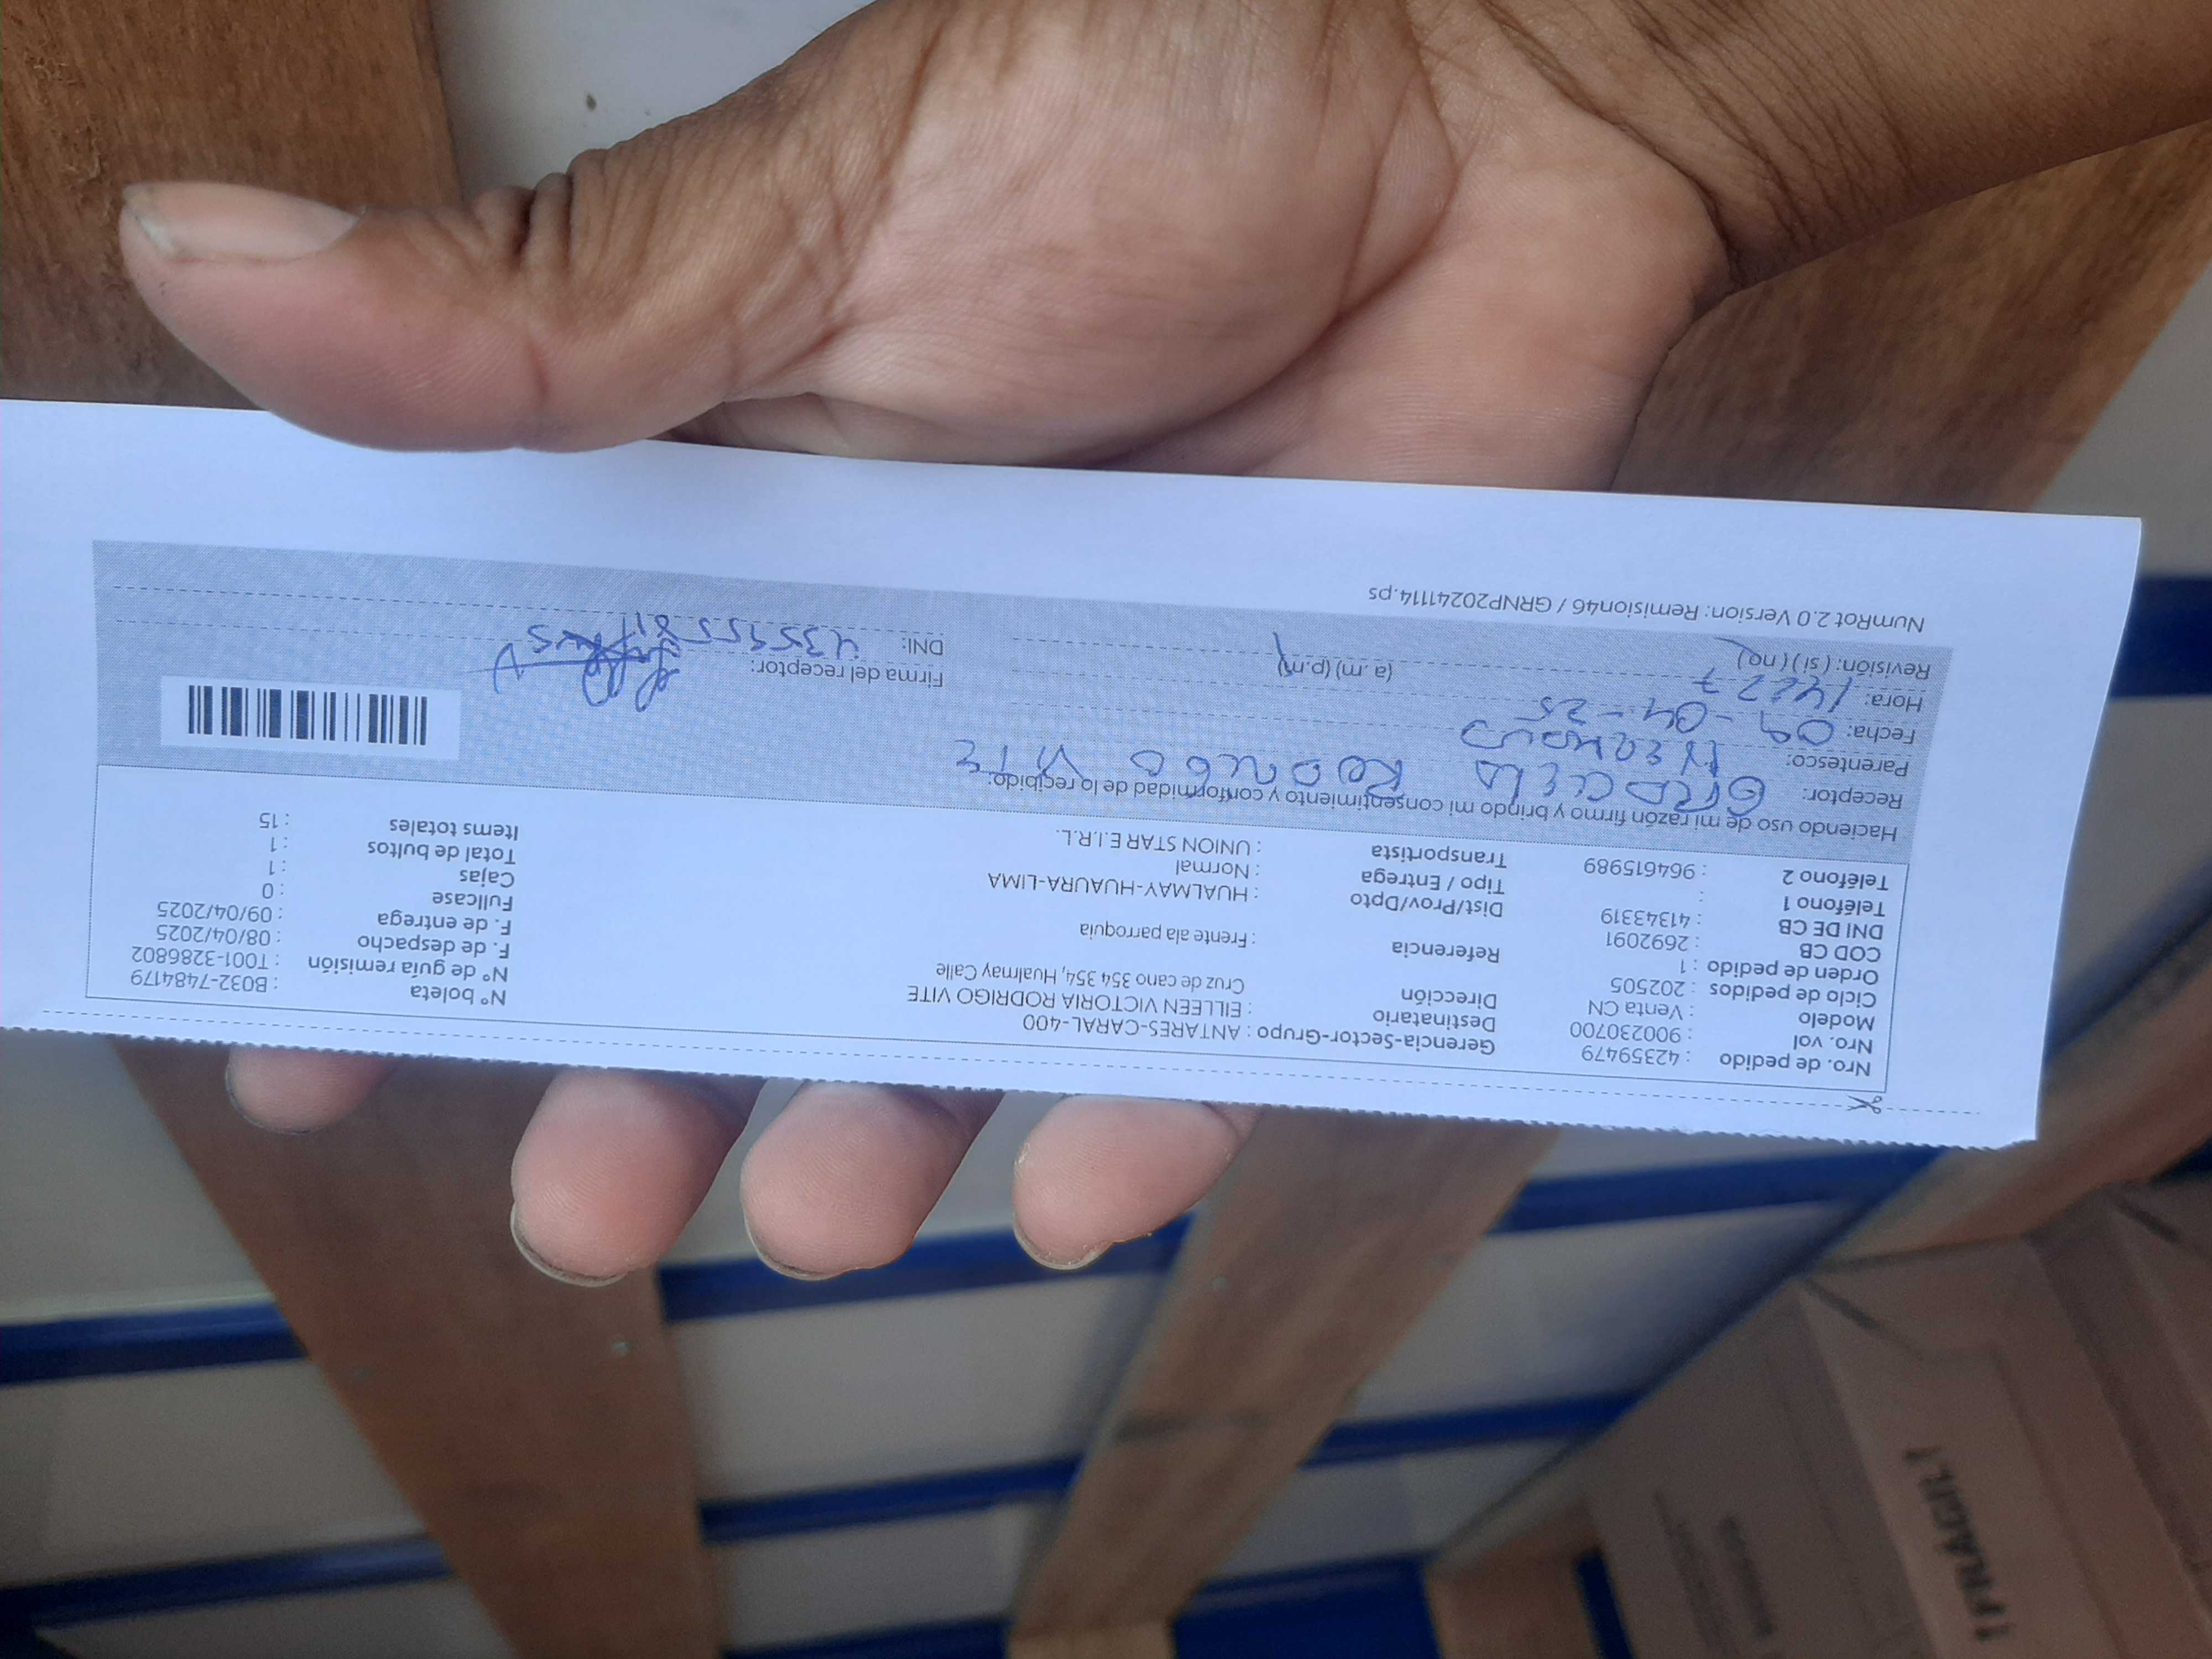 Nro. de pedido : 42359479
Nro. vol : 900230700
Modelo : Venta CN
Ciclo de pedidos : 202505
Orden de pedido : 1
COD CB : 2692091
DNI DE CB : 41343319
Teléfono 1 :
Teléfono 2 : 964615989
Gerencia-Sector-Grupo : ANTARES-CARAL-400
Destinatario : EILLEEN VICTORIA RODRIGO VITE
Dirección Cruz de cano 354 354, Hualmay Calle
Referencia : Frente ala parroquia
Dist/Prov/Dpto : HUALMAY-HUAURA-LIMA
Tipo / Entrega : Normal
Transportista : UNION STAR E.I.R.L.
N° boleta : B032-7484179
N° de guía remisión : T001-3286802
F. de despacho : 08/04/2025
F. de entrega : 09/04/2025
Fullcase : 0
Cajas : 1
Total de bultos : 1
Items totales : 15
Haciendo uso de mi razón firmo y brindo mi consentimiento y conformidad de lo recibido:
Receptor: VITE
Parentesco:
Fecha: 09-04-25
Hora: (a.m) (p.m)
Revisión: (si) (no)
Firma del receptor:
DNI:
NumRot 2.0 Version: Remision46 / GRNP20241114.ps
FRÁGIL